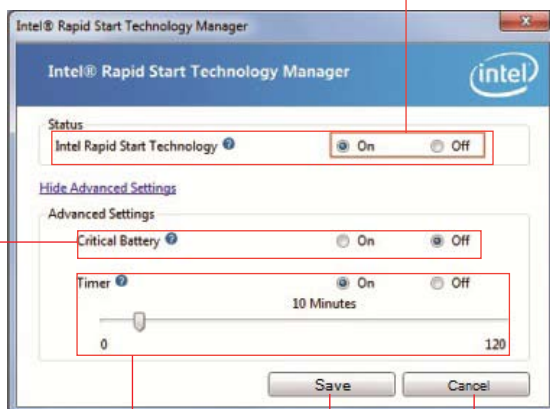 Intel® Rapid Start Technology Manager
Intel® Rapid Start Technology Manager
intel
Status
Intel Rapid Start Technology ? On Off
Hide Advanced Settings
Advanced Settings
Critical Battery ? On Off
Timer ? On Off
10 Minutes
0 120
Save Cancel